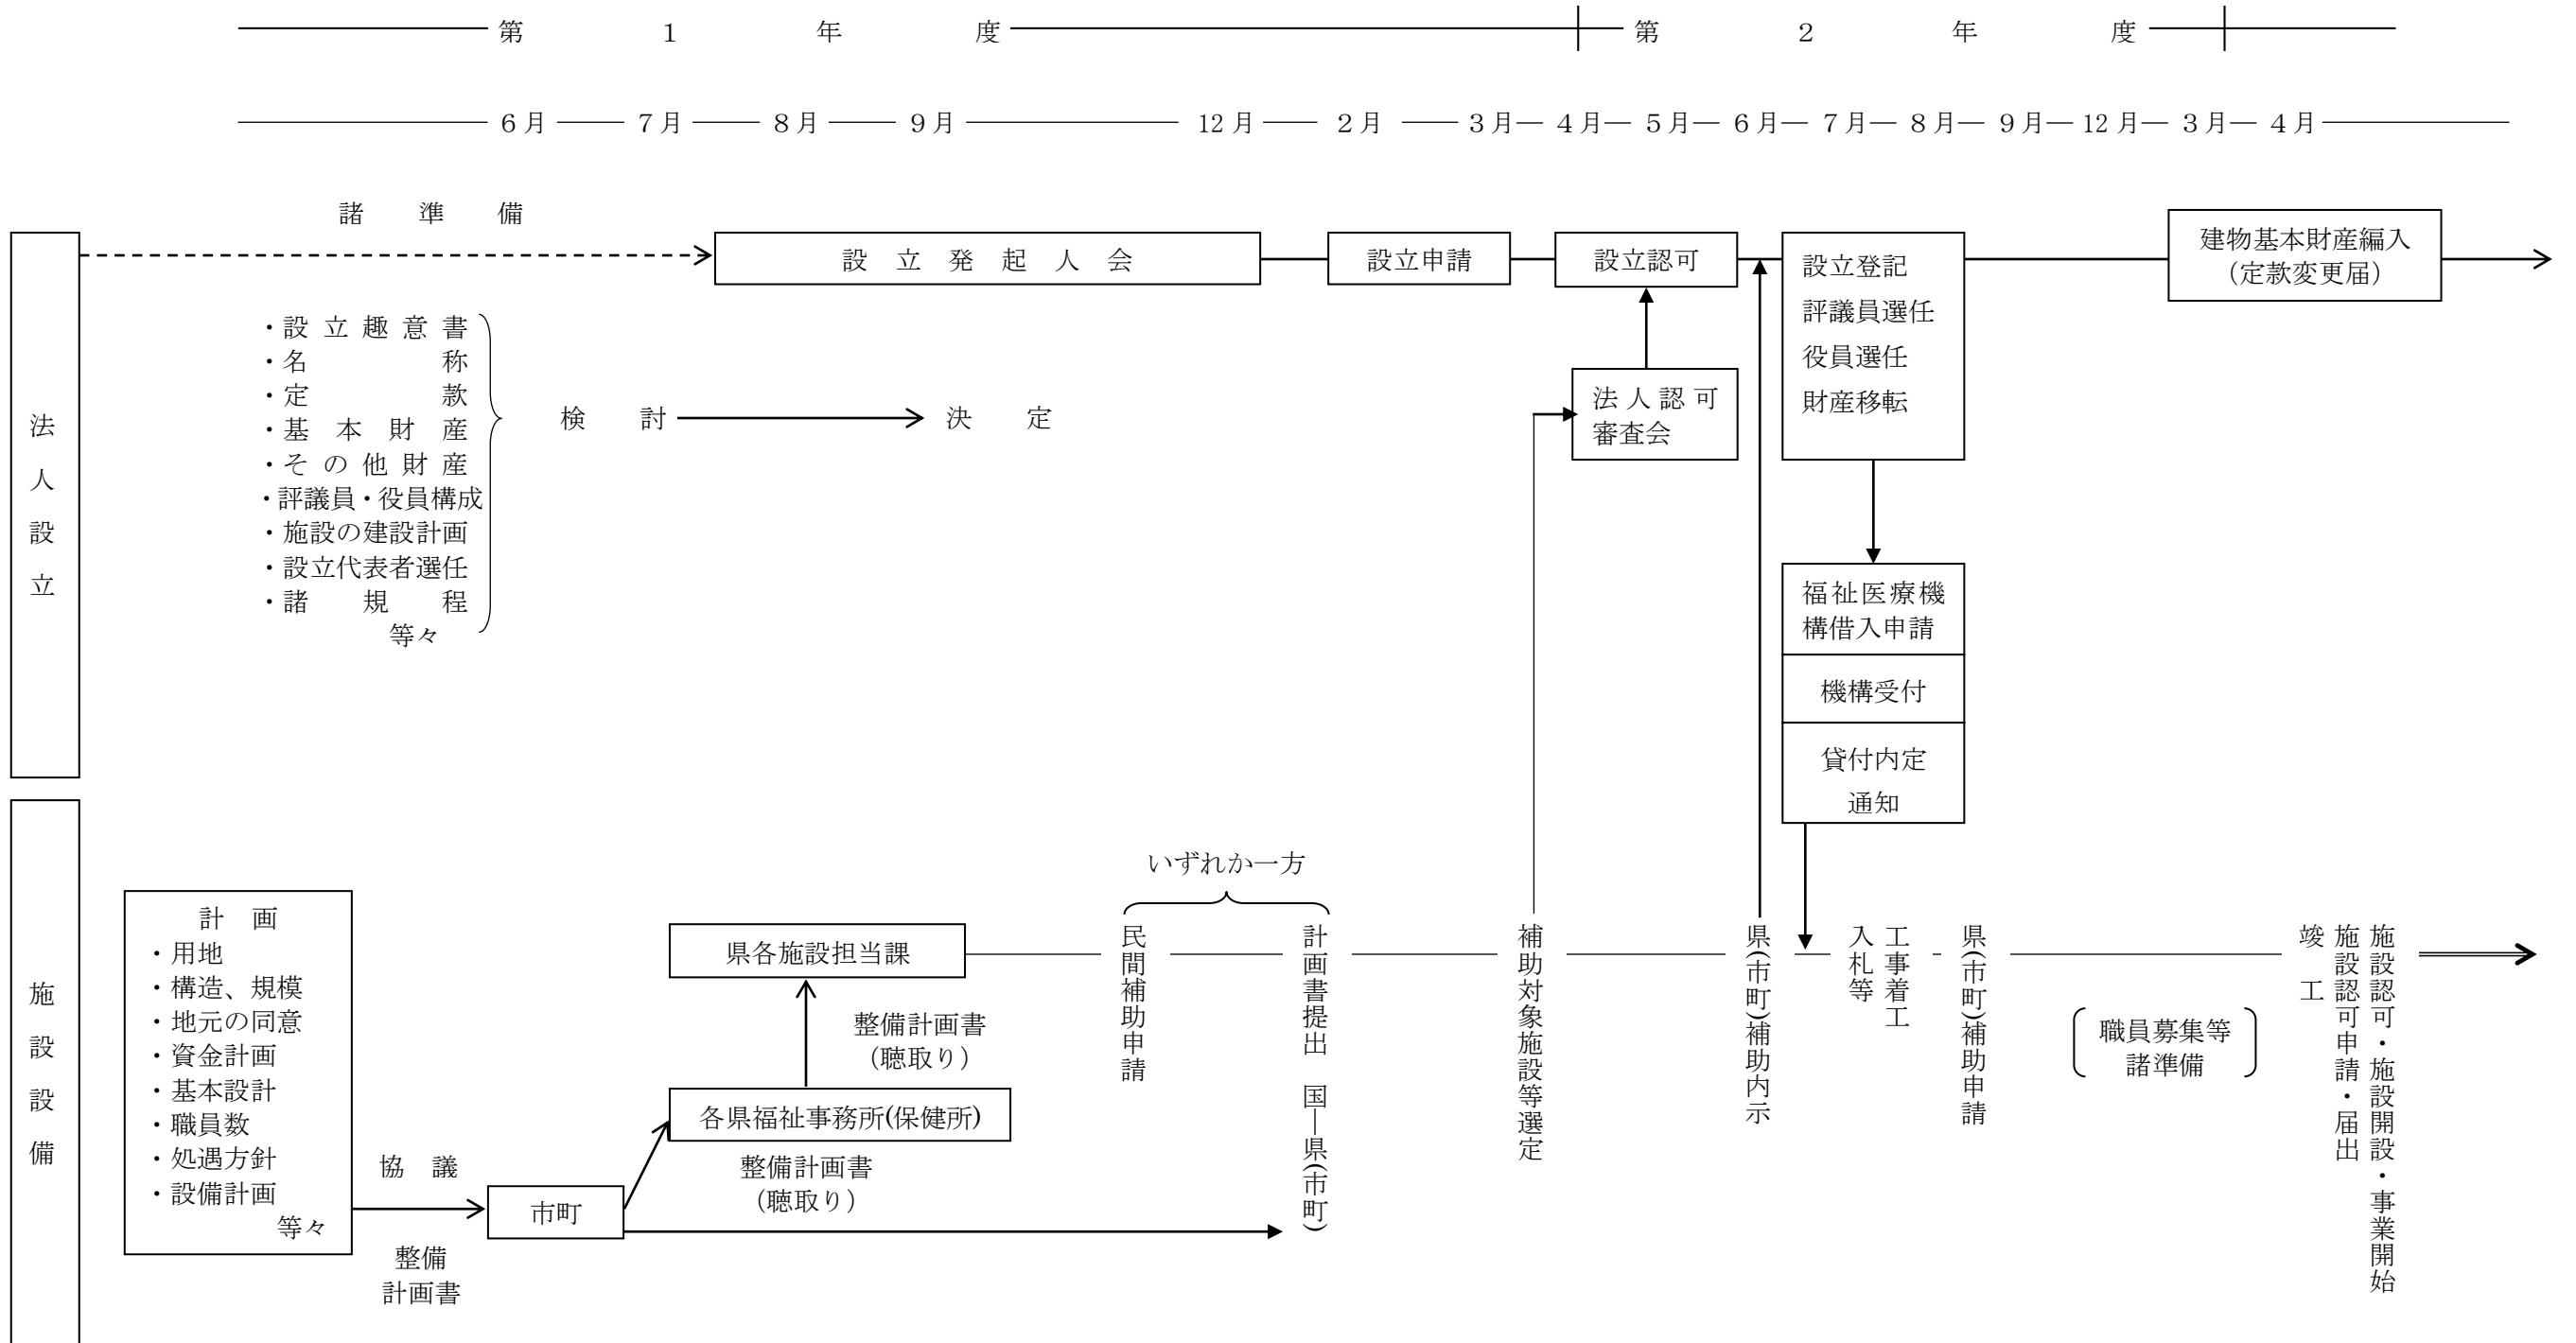 第　1　年　度
第　2　年　度
6月 7月 8月 9月 12月 2月 3月 4月 5月 6月 7月 8月 9月 12月 3月 4月
法人設立
諸準備
設立発起人会
設立申請
設立認可
設立登記
評議員選任
役員選任
財産移転
建物基本財産編入
（定款変更届）
・設立趣意書
・名称
・定款
・基本財産
・その他財産
・評議員・役員構成
・施設の建設計画
・設立代表者選任
・諸規程
等々
検討
決定
法人認可
審査会
福祉医療機
構借入申請
機構受付
貸付内定
通知
施設設備
計画
・用地
・構造、規模
・地元の同意
・資金計画
・基本設計
・職員数
・処遇方針
・設備計画
等々
協議
整備
計画書
市町
県各施設担当課
整備計画書
（聴取り）
各県福祉事務所(保健所)
整備計画書
（聴取り）
いずれか一方
民間補助申請
計画書提出　国―県(市町)
補助対象施設等選定
県(市町)補助内示
入札等
工事着工
県(市町)補助申請
職員募集等
諸準備
竣工
施設認可申請・届出
施設認可・施設開設・事業開始